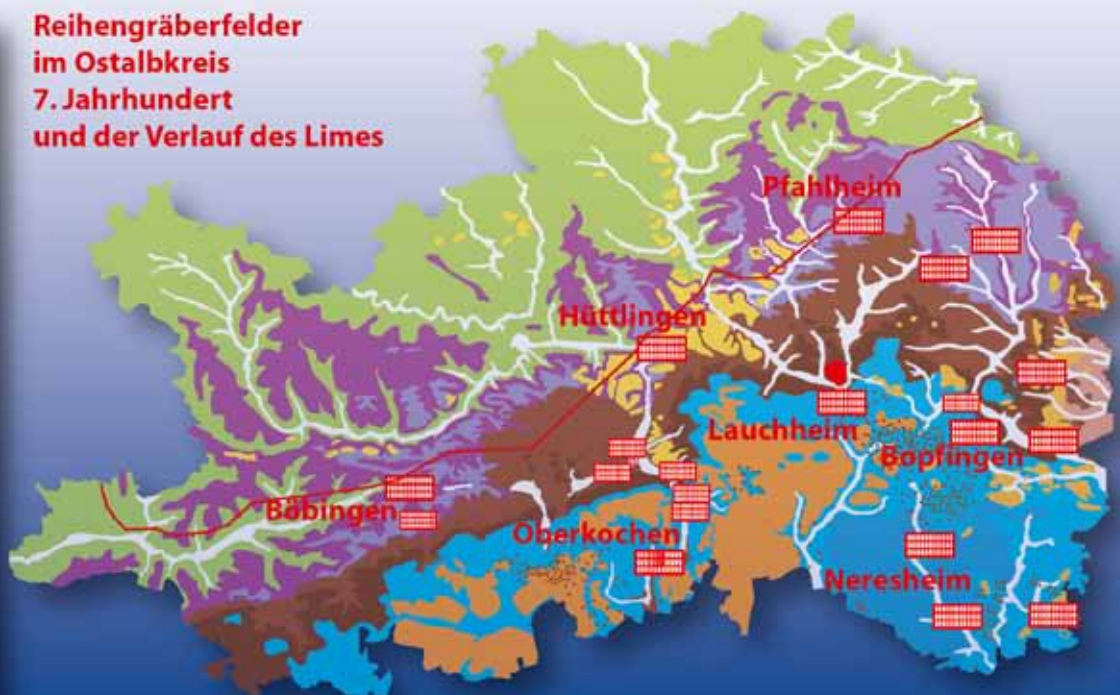 Reihengräberfelder
im Ostalbkreis
7. Jahrhundert
und der Verlauf des Limes
Pfahlheim
Hüttlingen
Lauchheim
Bopfingen
Böbingen
Oberkochen
Neresheim